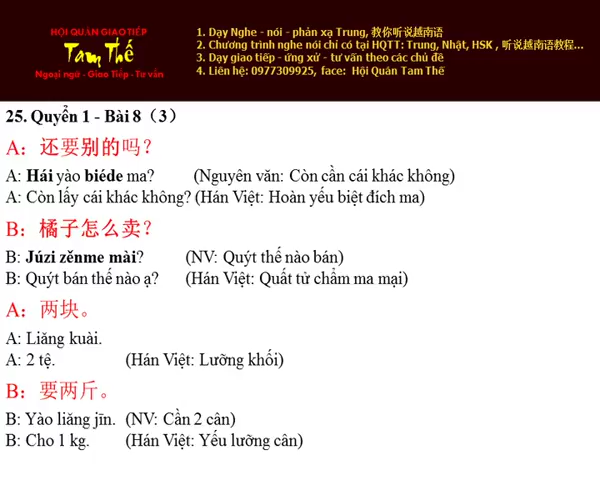 HỘI QUÁN GIAO TIẾP
Tam Thế
Ngoại ngữ - Giao Tiếp - Tư vấn
1. Dạy Nghe - nói - phản xạ Trung, 教你听说越南语
2. Chương trình nghe nói chỉ có tại HQTT: Trung, Nhật, HSK , 听说越南语教程...
3. Dạy giao tiếp - ứng xử - tư vấn theo các chủ đề
4. Liên hệ: 0977309925, face: Hội Quán Tam Thế
25. Quyển 1 - Bài 8（3）
A：还要别的吗？
A: Hái yào biéde ma? (Nguyên văn: Còn cần cái khác không)
A: Còn lấy cái khác không? (Hán Việt: Hoàn yếu biệt đích ma)
B：橘子怎么卖？
B: Júzi zěnme mài? (NV: Quýt thế nào bán)
B: Quýt bán thế nào ạ? (Hán Việt: Quất tử chẩm ma mại)
A：两块。
A: Liăng kuài.
A: 2 tệ. (Hán Việt: Lưỡng khối)
B：要两斤。
B: Yào liăng jīn. (NV: Cần 2 cân)
B: Cho 1 kg. (Hán Việt: Yếu lưỡng cân)